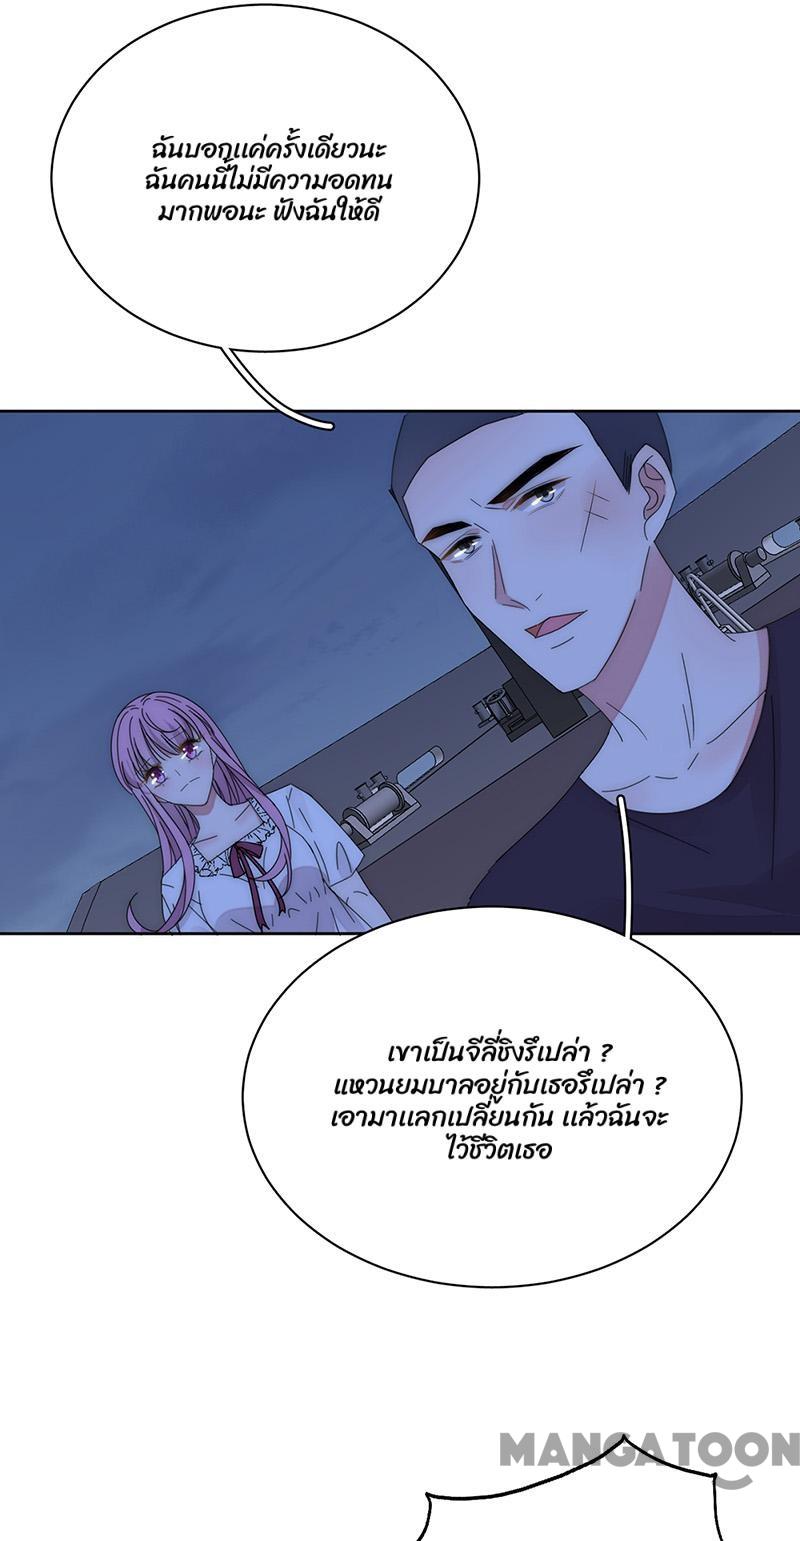 ฉันบอกแค่ครั้งเดียวนะ
ฉันคนนี้ไม่มีความอดทน
มากพอนะ ฟังฉันให้ดี
เขาเป็นจีลี่ชิงรึเปล่า ?
แหวนยมบาลอยู่กับเธอรึเปล่า ?
เอามาแลกเปลี่ยนกัน แล้วฉันจะ
ไว้ชีวิตเธอ
MANGATOON